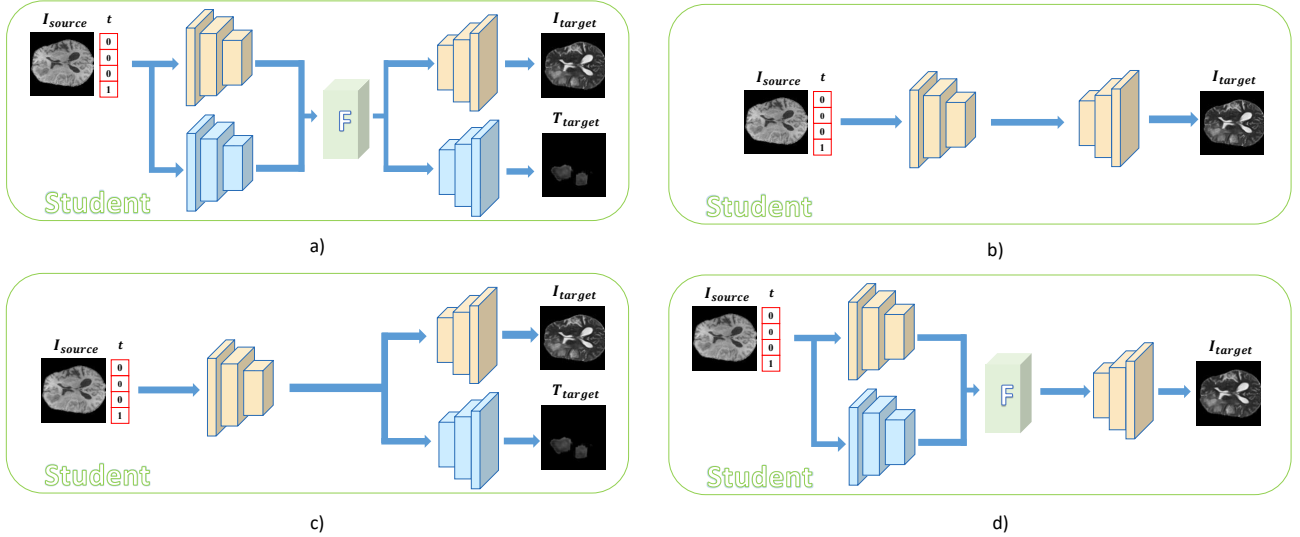 I_source t
0
0
0
1
F
I_target
T_target
Student
a)
I_source t
0
0
0
1
I_target
Student
b)
I_source t
0
0
0
1
I_target
T_target
Student
c)
I_source t
0
0
0
1
F
I_target
Student
d)